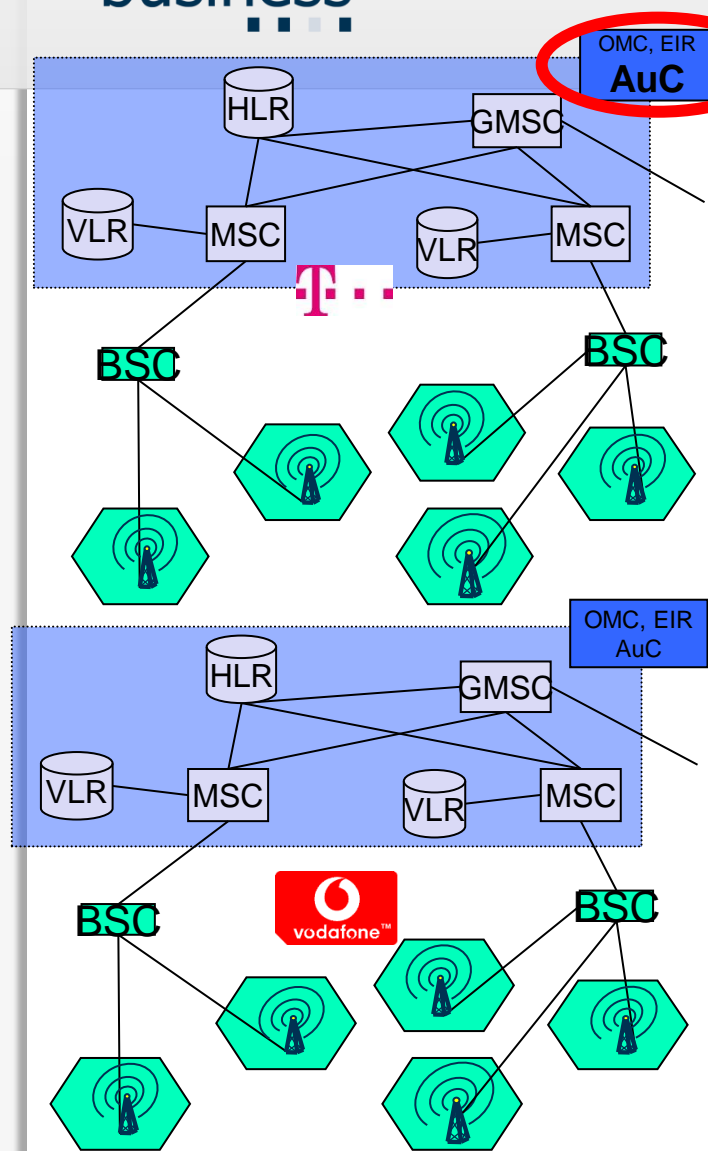 business
OMC, EIR
AuC
HLR
GMSC
VLR
MSC
VLR
MSC
T
BSC
BSC
OMC, EIR
AuC
HLR
GMSC
VLR
MSC
VLR
MSC
vodafone™
BSC
BSC